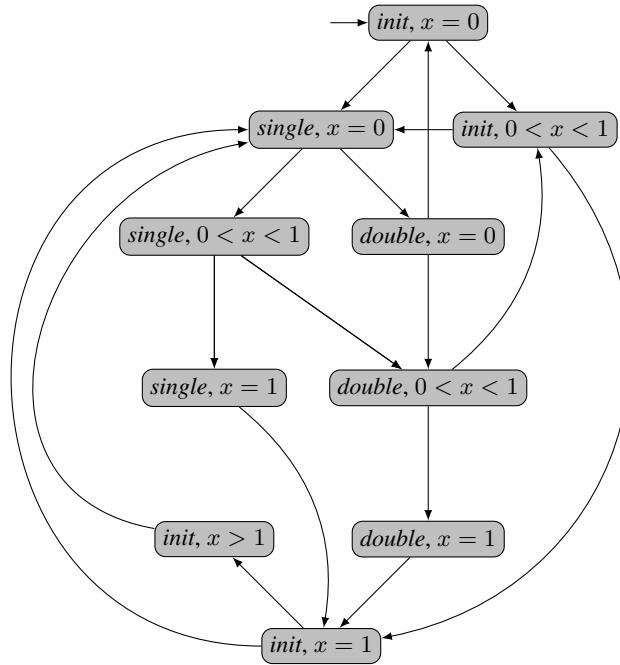 init, x = 0
single, x = 0
init, 0 < x < 1
single, 0 < x < 1
double, x = 0
single, x = 1
double, 0 < x < 1
init, x > 1
double, x = 1
init, x = 1